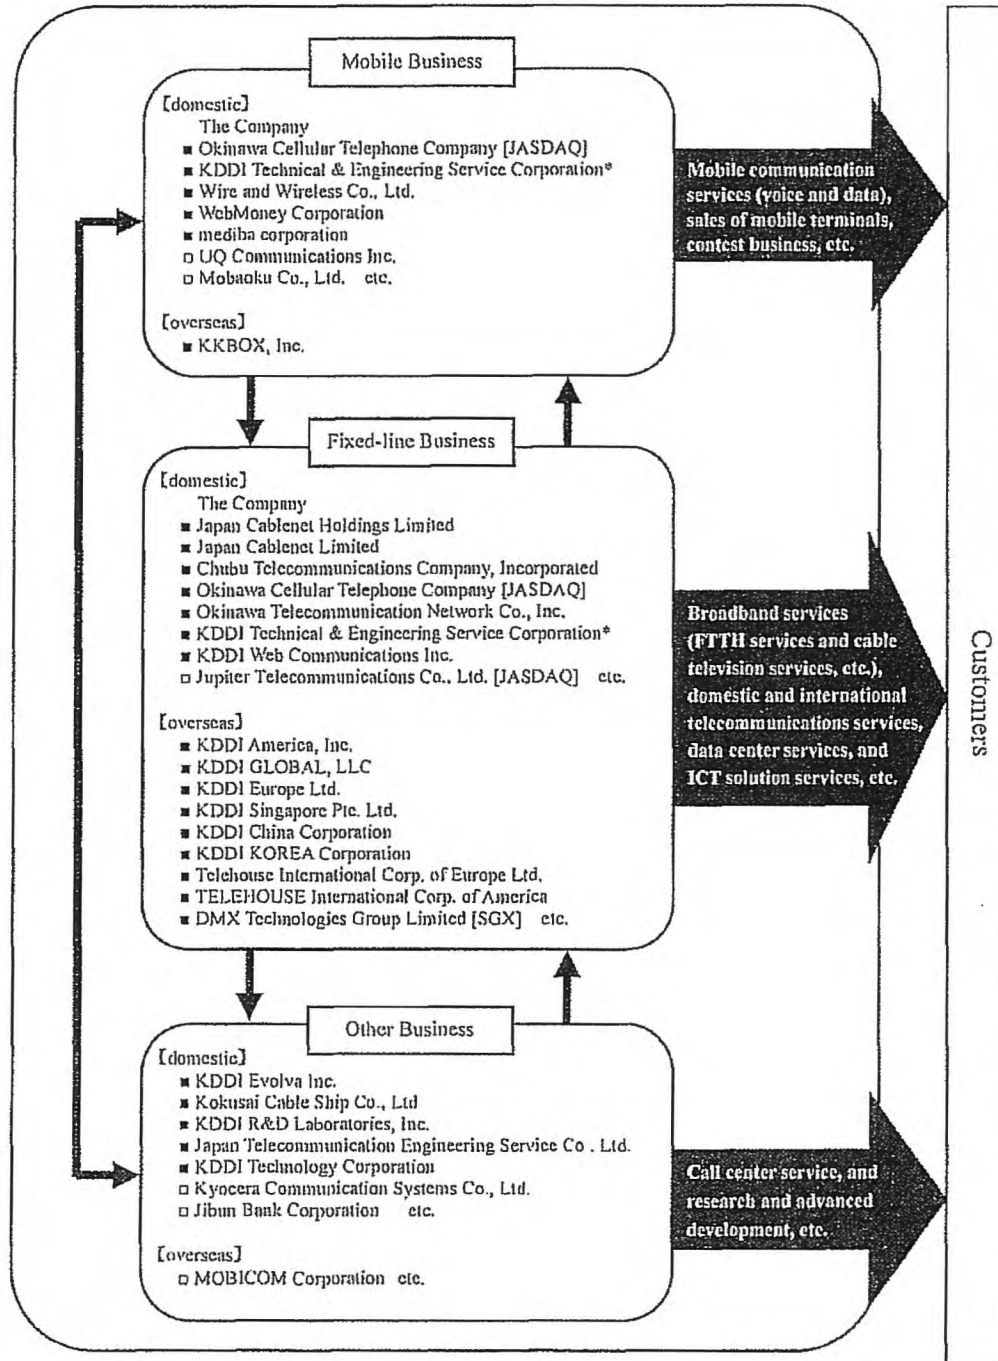 Mobile Business
[domestic]
The Company
■ Okinawa Cellular Telephone Company [JASDAQ]
■ KDDI Technical & Engineering Service Corporation*
■ Wire and Wireless Co., Ltd.
■ WebMoney Corporation
■ mediba corporation
□ UQ Communications Inc.
□ Mobaoku Co., Ltd. etc.
[overseas]
■ KKBOX, Inc.
Mobile communication
services (voice and data),
sales of mobile terminals,
contest business, etc.
Fixed-line Business
[domestic]
The Company
■ Japan Cablenet Holdings Limited
■ Japan Cablenet Limited
■ Chubu Telecommunications Company, Incorporated
■ Okinawa Cellular Telephone Company [JASDAQ]
■ Okinawa Telecommunication Network Co., Inc.
■ KDDI Technical & Engineering Service Corporation*
■ KDDI Web Communications Inc.
□ Jupiter Telecommunications Co., Ltd. [JASDAQ] etc.
[overseas]
■ KDDI America, Inc.
■ KDDI GLOBAL, LLC
■ KDDI Europe Ltd.
■ KDDI Singapore Pte. Ltd.
■ KDDI China Corporation
■ KDDI KOREA Corporation
■ Telehouse International Corp. of Europe Ltd.
■ TELEHOUSE International Corp. of America
■ DMX Technologies Group Limited [SGX] etc.
Broadband services
(FTTH services and cable
television services, etc.),
domestic and international
telecommunications services,
data center services, and
ICT solution services, etc.
Customers
Other Business
[domestic]
■ KDDI Evolva Inc.
■ Kokusai Cable Ship Co., Ltd
■ KDDI R&D Laboratories, Inc.
■ Japan Telecommunication Engineering Service Co . Ltd.
■ KDDI Technology Corporation
□ Kyocera Communication Systems Co., Ltd.
□ Jibun Bank Corporation etc.
[overseas]
□ MOBICOM Corporation etc.
Call center service, and
research and advanced
development, etc.